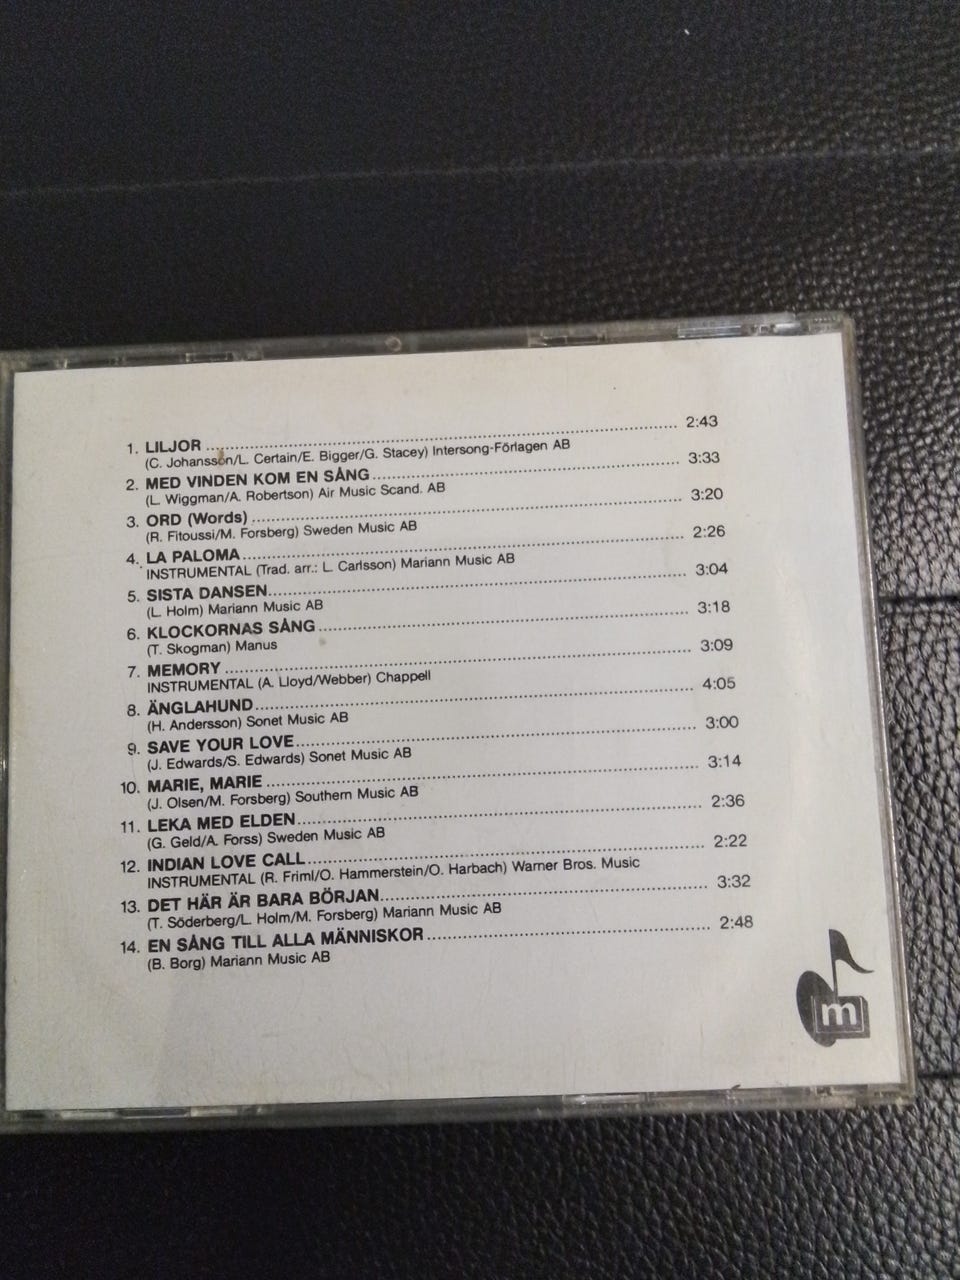 1. LILJOR ........ 2:43
(C. Johansson/L. Certain/E. Bigger/G. Stacey) Intersong-Förlagen AB
2. MED VINDEN KOM EN SÅNG ........ 3:33
(L. Wiggman/A. Robertson) Air Music Scand. AB
3. ORD (Words) ........ 3:20
(R. Fitoussi/M. Forsberg) Sweden Music AB
4. LA PALOMA ........ 2:26
INSTRUMENTAL (Trad. arr.: L. Carlsson) Mariann Music AB
5. SISTA DANSEN ........ 3:04
(L. Holm) Mariann Music AB
6. KLOCKORNAS SÅNG ........ 3:18
(T. Skogman) Manus
7. MEMORY ........ 3:09
INSTRUMENTAL (A. Lloyd/Webber) Chappell
8. ÄNGLAHUND ........ 4:05
(H. Andersson) Sonet Music AB
9. SAVE YOUR LOVE ........ 3:00
(J. Edwards/S. Edwards) Sonet Music AB
10. MARIE, MARIE ........ 3:14
(J. Olsen/M. Forsberg) Southern Music AB
11. LEKA MED ELDEN ........ 2:36
(G. Geld/A. Forss) Sweden Music AB
12. INDIAN LOVE CALL ........ 2:22
INSTRUMENTAL (R. Friml/O. Hammerstein/O. Harbach) Warner Bros. Music
13. DET HÄR ÄR BARA BÖRJAN ........ 3:32
(T. Söderberg/L. Holm/M. Forsberg) Mariann Music AB
14. EN SÅNG TILL ALLA MÄNNISKOR ........ 2:48
(B. Borg) Mariann Music AB
m